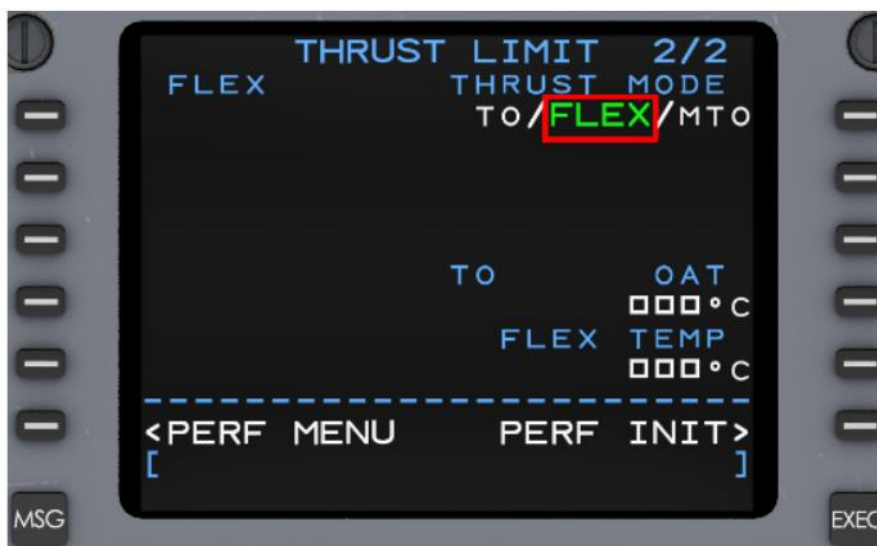 THRUST LIMIT 2/2
FLEX THRUST MODE
TO/FLEX/MTO
TO OAT
□□□°C
FLEX TEMP
□□□°C
<PERF MENU PERF INIT>
[ ]
MSG EXEC